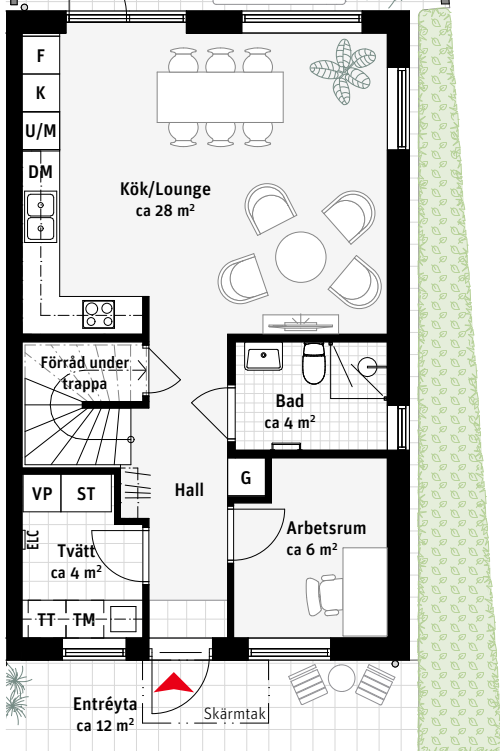 F
K
U/M
DM
Kök/Lounge
ca 28 m²
Förråd under
trappa
Bad
ca 4 m²
G
Hall
VP
ST
ELC
Tvätt
ca 4 m²
Arbetsrum
ca 6 m²
TT
TM
Entréyta
ca 12 m²
Skärmtak